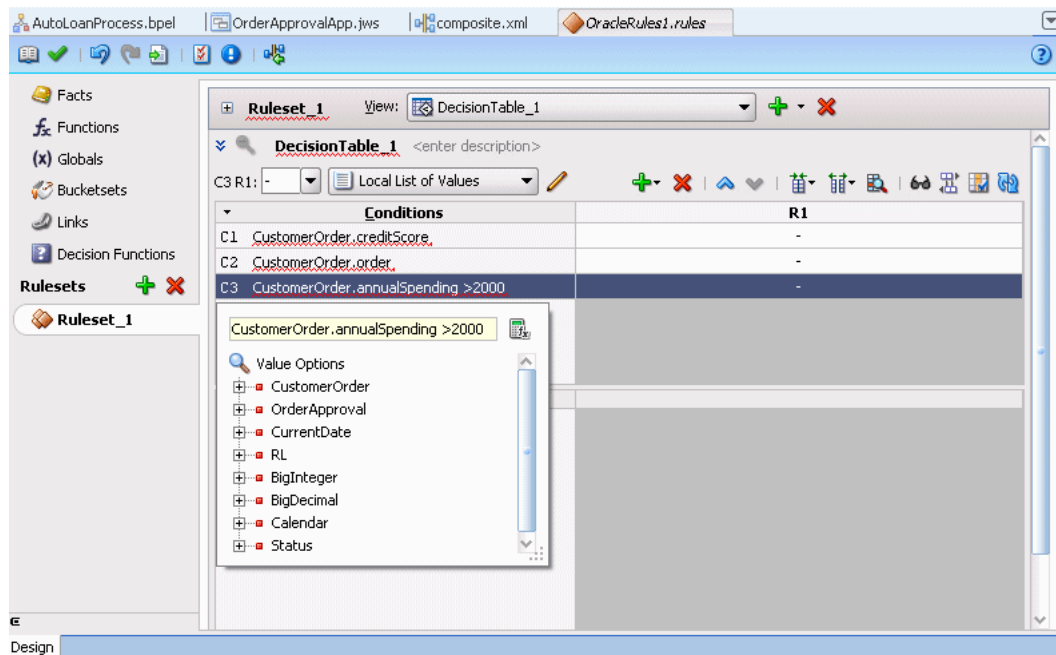 AutoLoanProcess.bpel OrderApprovalApp.jws composite.xml OracleRules1.rules
Facts
Functions
(x) Globals
Bucketsets
Links
Decision Functions
Rulesets
Ruleset_1
Ruleset_1 View: DecisionTable_1
DecisionTable_1 <enter description>
C3 R1: - Local List of Values
Conditions R1
C1 CustomerOrder.creditScore -
C2 CustomerOrder.order -
C3 CustomerOrder.annualSpending >2000 -
CustomerOrder.annualSpending >2000
Value Options
CustomerOrder
OrderApproval
CurrentDate
RL
BigInteger
BigDecimal
Calendar
Status
Design